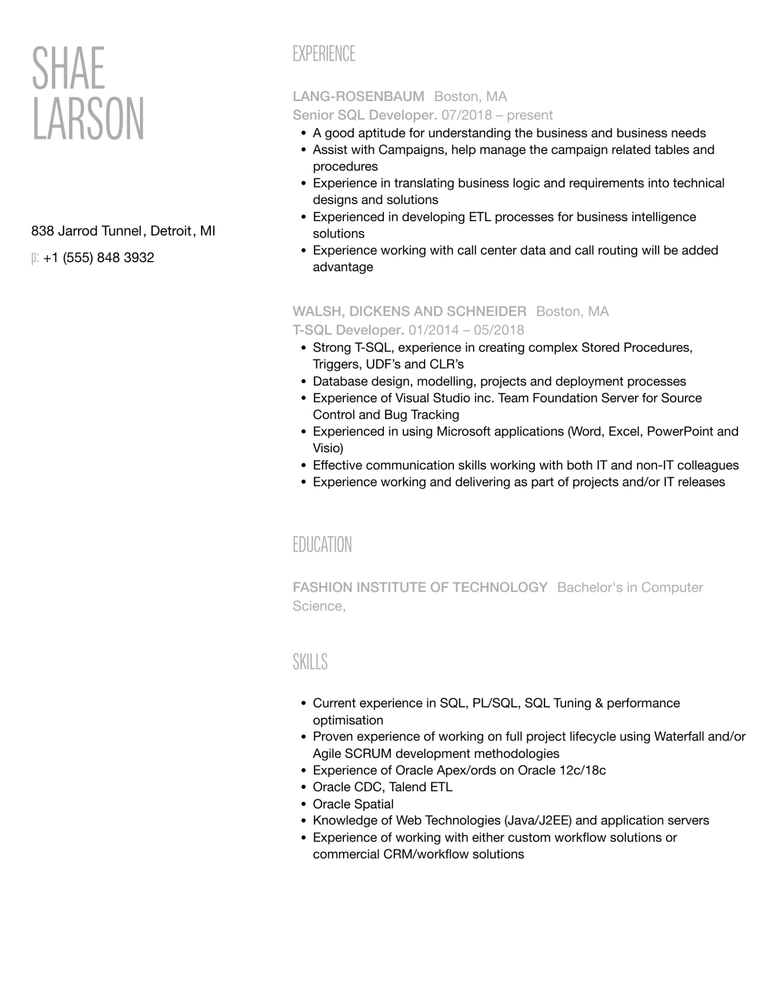 SHAE
LARSON
838 Jarrod Tunnel, Detroit, MI
p: +1 (555) 848 3932
EXPERIENCE
LANG-ROSENBAUM Boston, MA
Senior SQL Developer. 07/2018 – present
• A good aptitude for understanding the business and business needs
• Assist with Campaigns, help manage the campaign related tables and
procedures
• Experience in translating business logic and requirements into technical
designs and solutions
• Experienced in developing ETL processes for business intelligence
solutions
• Experience working with call center data and call routing will be added
advantage
WALSH, DICKENS AND SCHNEIDER Boston, MA
T-SQL Developer. 01/2014 – 05/2018
• Strong T-SQL, experience in creating complex Stored Procedures,
Triggers, UDF’s and CLR’s
• Database design, modelling, projects and deployment processes
• Experience of Visual Studio inc. Team Foundation Server for Source
Control and Bug Tracking
• Experienced in using Microsoft applications (Word, Excel, PowerPoint and
Visio)
• Effective communication skills working with both IT and non-IT colleagues
• Experience working and delivering as part of projects and/or IT releases
EDUCATION
FASHION INSTITUTE OF TECHNOLOGY Bachelor's in Computer
Science,
SKILLS
• Current experience in SQL, PL/SQL, SQL Tuning & performance
optimisation
• Proven experience of working on full project lifecycle using Waterfall and/or
Agile SCRUM development methodologies
• Experience of Oracle Apex/ords on Oracle 12c/18c
• Oracle CDC, Talend ETL
• Oracle Spatial
• Knowledge of Web Technologies (Java/J2EE) and application servers
• Experience of working with either custom workflow solutions or
commercial CRM/workflow solutions